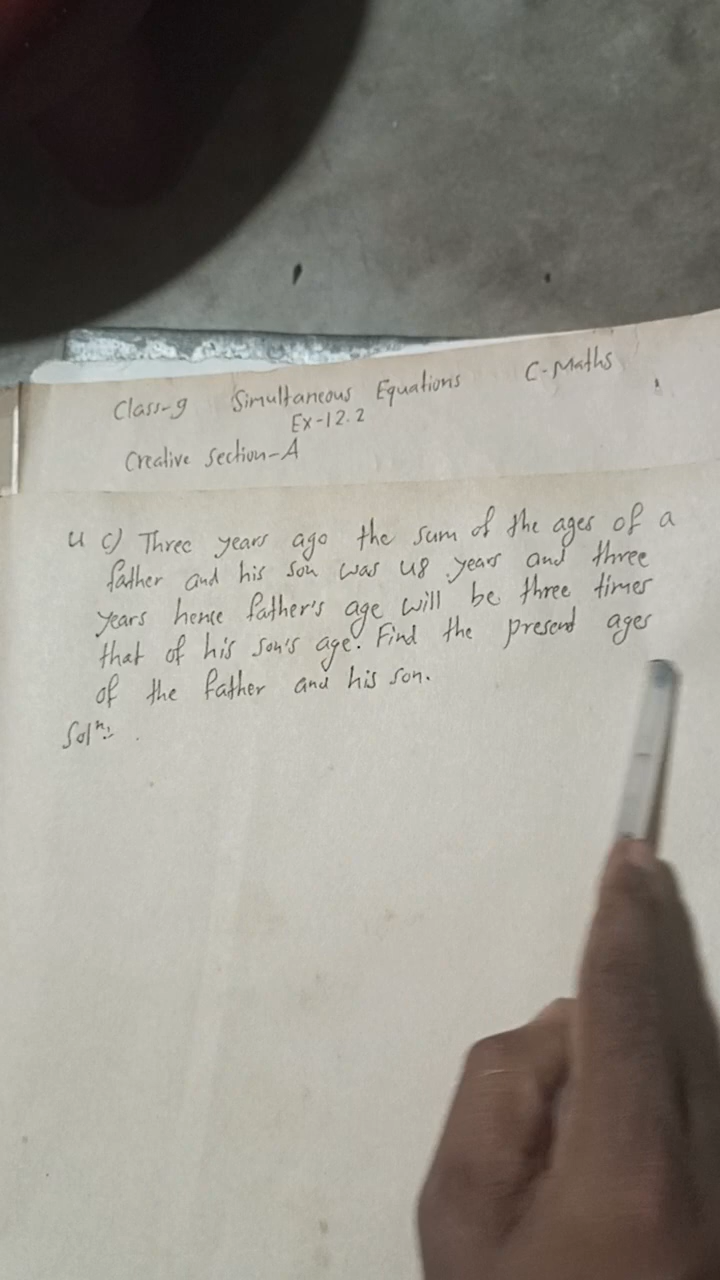 Class-9 Simultaneous Equations C-Maths
Ex-12.2
Creative Section-A
4 c) Three years ago the sum of the ages of a
father and his son was 48 years and three
years hense father's age will be three times
that of his son's age. Find the present ages
of the father and his son.
Solⁿ: